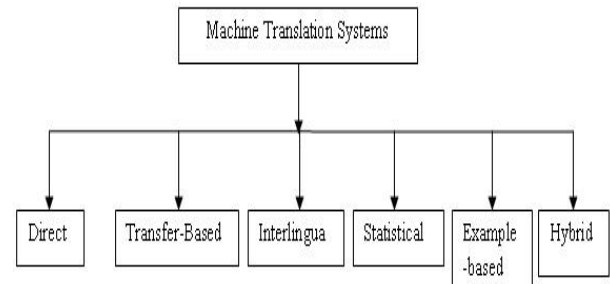 Machine Translation Systems
Direct
Transfer-Based
Interlingua
Statistical
Example
-based
Hybrid